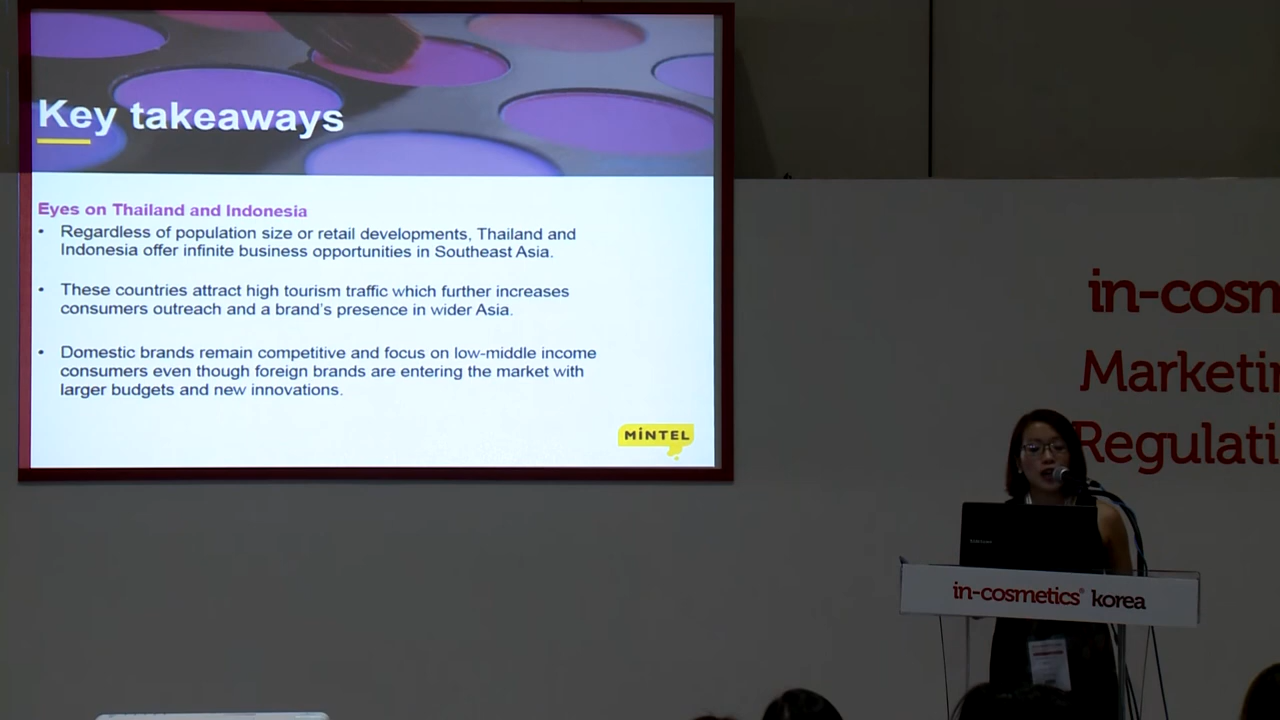 Key takeaways
Eyes on Thailand and Indonesia
• Regardless of population size or retail developments, Thailand and
Indonesia offer infinite business opportunities in Southeast Asia.
• These countries attract high tourism traffic which further increases
consumers outreach and a brand's presence in wider Asia.
• Domestic brands remain competitive and focus on low-middle income
consumers even though foreign brands are entering the market with
larger budgets and new innovations.
MiNTEL
in-cosm
Marketin
Regulati
in-cosmetics® korea